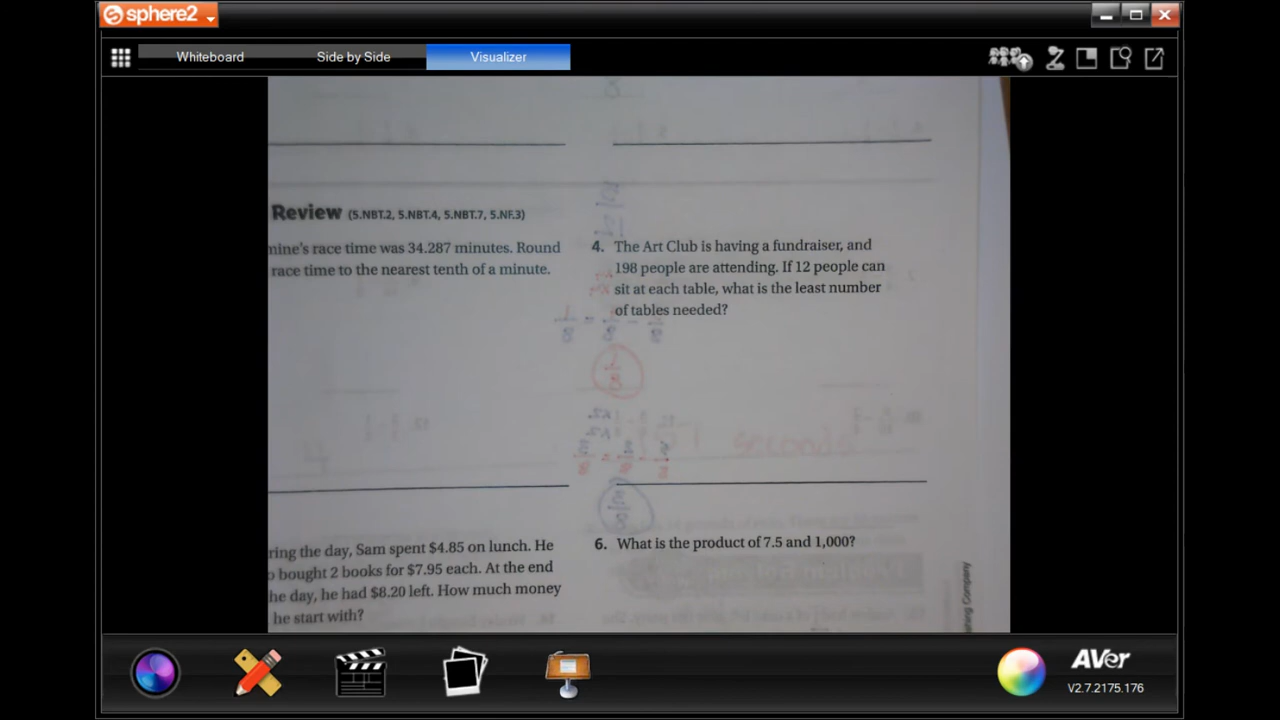 sphere2
Whiteboard
Side by Side
Visualizer
Review (5.NBT.2, 5.NBT.4, 5.NBT.7, 5.NF.3)
mine's race time was 34.287 minutes. Round
race time to the nearest tenth of a minute.
4. The Art Club is having a fundraiser, and
198 people are attending. If 12 people can
sit at each table, what is the least number
of tables needed?
seconds
ring the day, Sam spent $4.85 on lunch. He
o bought 2 books for $7.95 each. At the end
he day, he had $8.20 left. How much money
he start with?
6. What is the product of 7.5 and 1,000?
Company
AVer
V2.7.2175.176